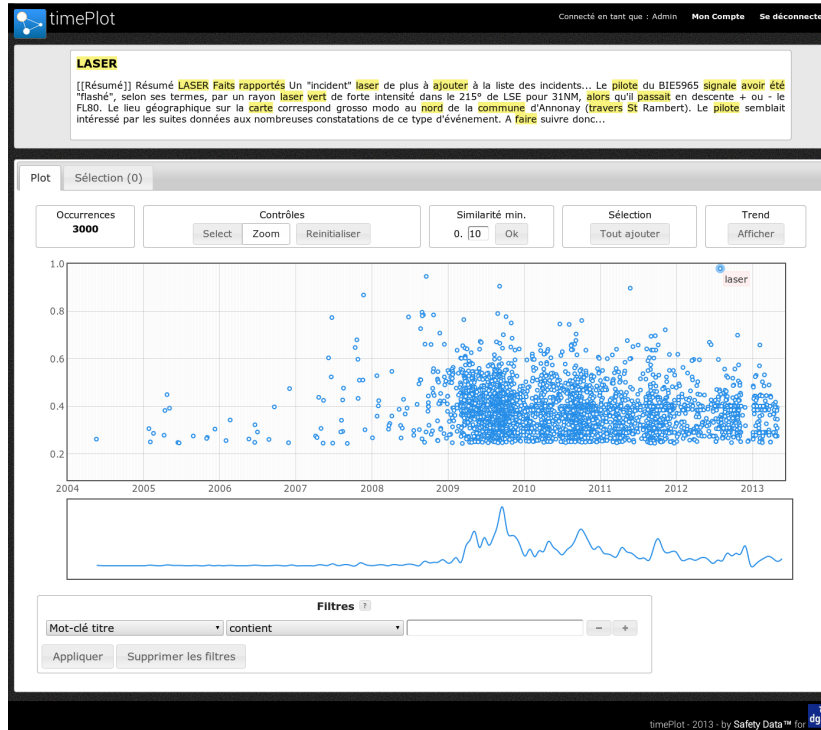 timePlot
Connecté en tant que : Admin Mon Compte Se déconnecte
LASER
[[Résumé]] Résumé LASER Faits rapportés Un "incident" laser de plus à ajouter à la liste des incidents... Le pilote du BIE5965 signale avoir été
"flashé", selon ses termes, par un rayon laser vert de forte intensité dans le 215° de LSE pour 31NM, alors qu'il passait en descente + ou - le
FL80. Le lieu géographique sur la carte correspond grosso modo au nord de la commune d'Annonay (travers St Rambert). Le pilote semblait
intéressé par les suites données aux nombreuses constatations de ce type d'événement. A faire suivre donc...
Plot Sélection (0)
Occurrences Contrôles Similarité min. Sélection Trend
3000 Select Zoom Reinitialiser 0. 10 Ok Tout ajouter Afficher
1.0
laser
0.8
0.6
0.4
0.2
2004 2005 2006 2007 2008 2009 2010 2011 2012 2013
Filtres ?
Mot-clé titre contient − +
Appliquer Supprimer les filtres
timePlot - 2013 - by Safety Data™ for dg